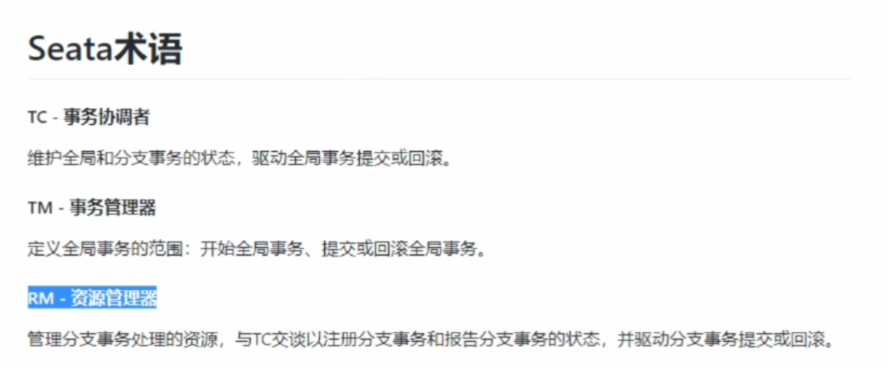 Seata术语
TC - 事务协调者
维护全局和分支事务的状态，驱动全局事务提交或回滚。
TM - 事务管理器
定义全局事务的范围：开始全局事务、提交或回滚全局事务。
RM - 资源管理器
管理分支事务处理的资源，与TC交谈以注册分支事务和报告分支事务的状态，并驱动分支事务提交或回滚。